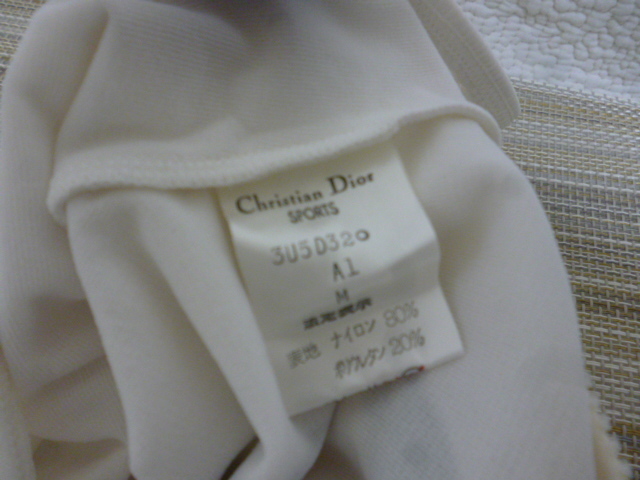 Christian Dior
SPORTS
3U5D320
A1
M
表地 ナイロン 80%
ポリウレタン 20%